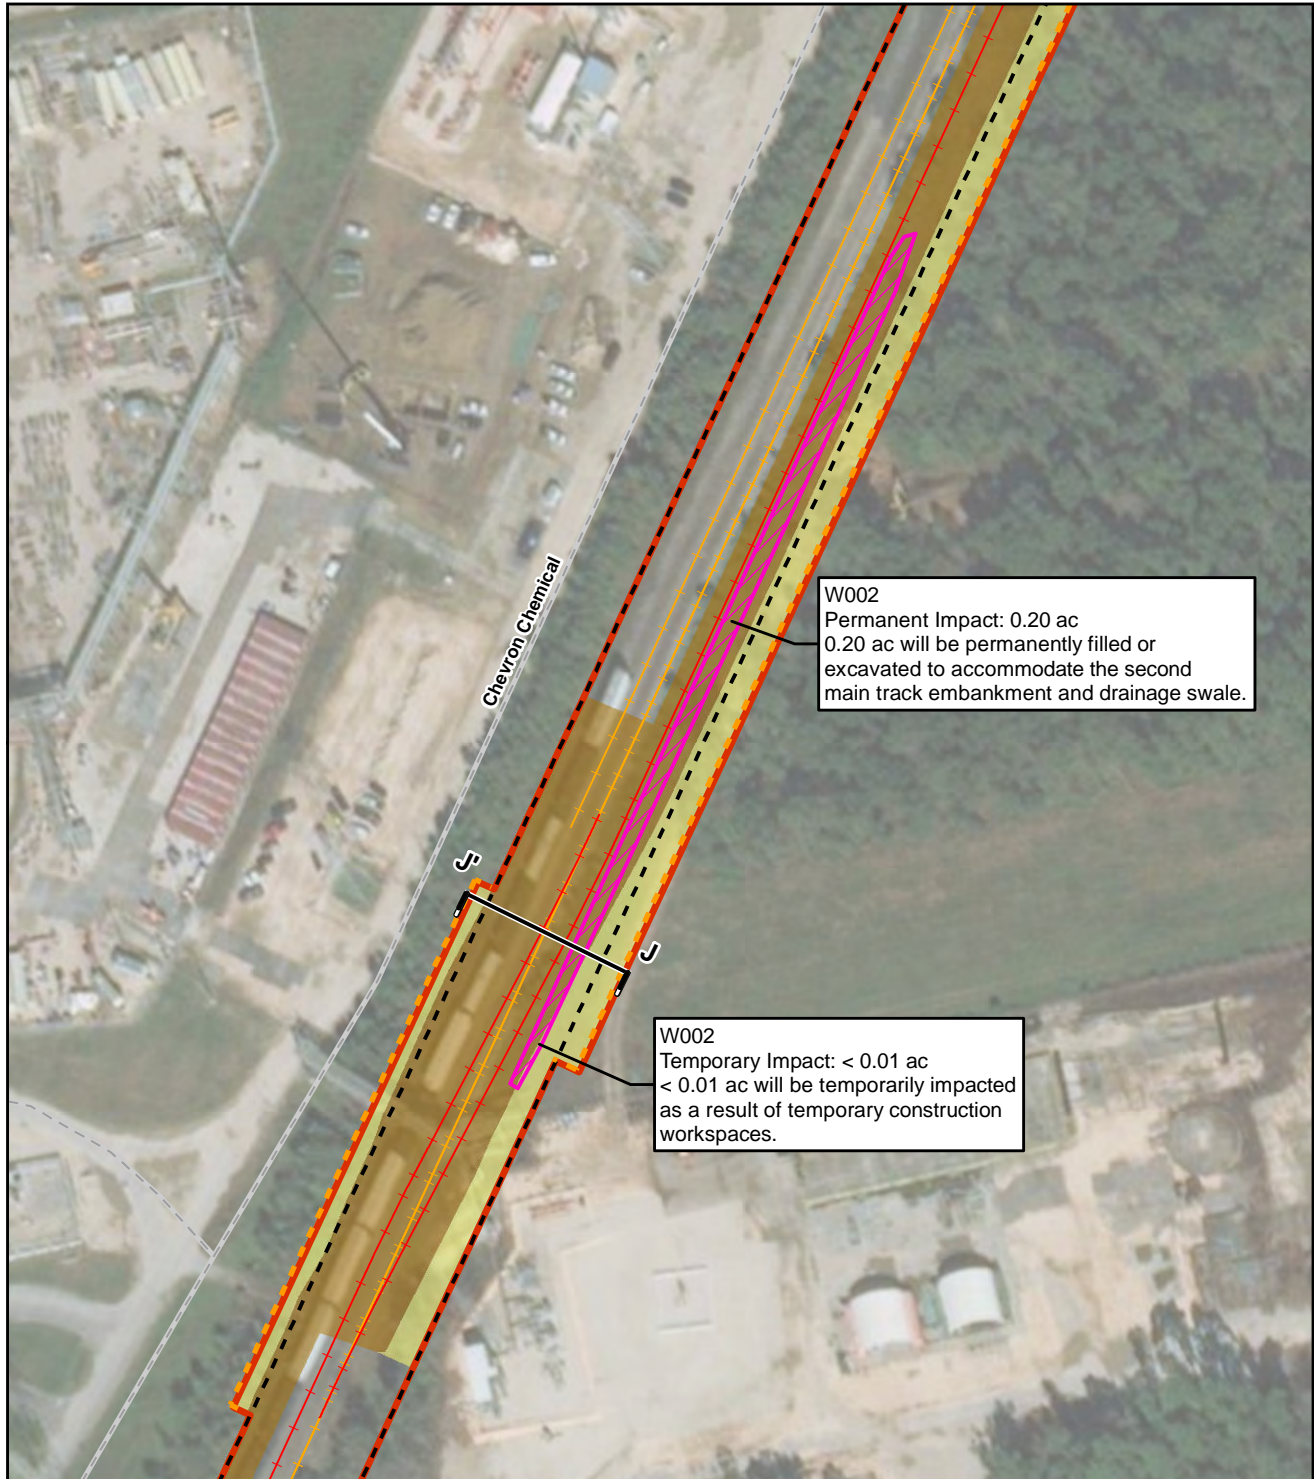 Chevron Chemical
W002
Permanent Impact: 0.20 ac
0.20 ac will be permanently filled or
excavated to accommodate the second
main track embankment and drainage swale.
J'
J
W002
Temporary Impact: < 0.01 ac
< 0.01 ac will be temporarily impacted
as a result of temporary construction
workspaces.